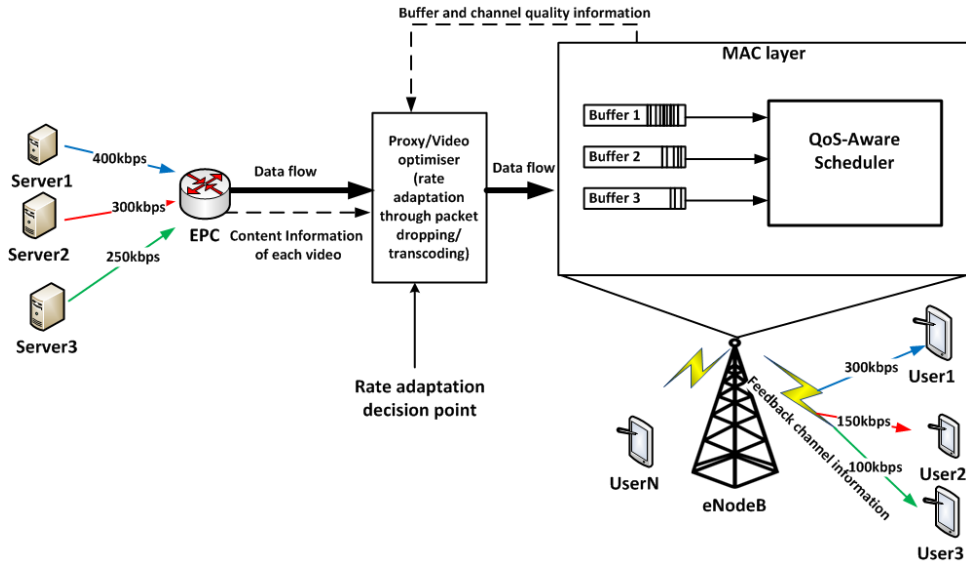 Buffer and channel quality information
MAC layer
Buffer 1
Buffer 2
Buffer 3
QoS-Aware
Scheduler
Proxy/Video
optimiser
(rate
adaptation
through packet
dropping/
transcoding)
Data flow
Data flow
400kbps
Server1
300kbps
Server2
250kbps
Server3
EPC
Content Information
of each video
Rate adaptation
decision point
300kbps
User1
150kbps
User2
100kbps
User3
Feedback channel information
UserN
eNodeB